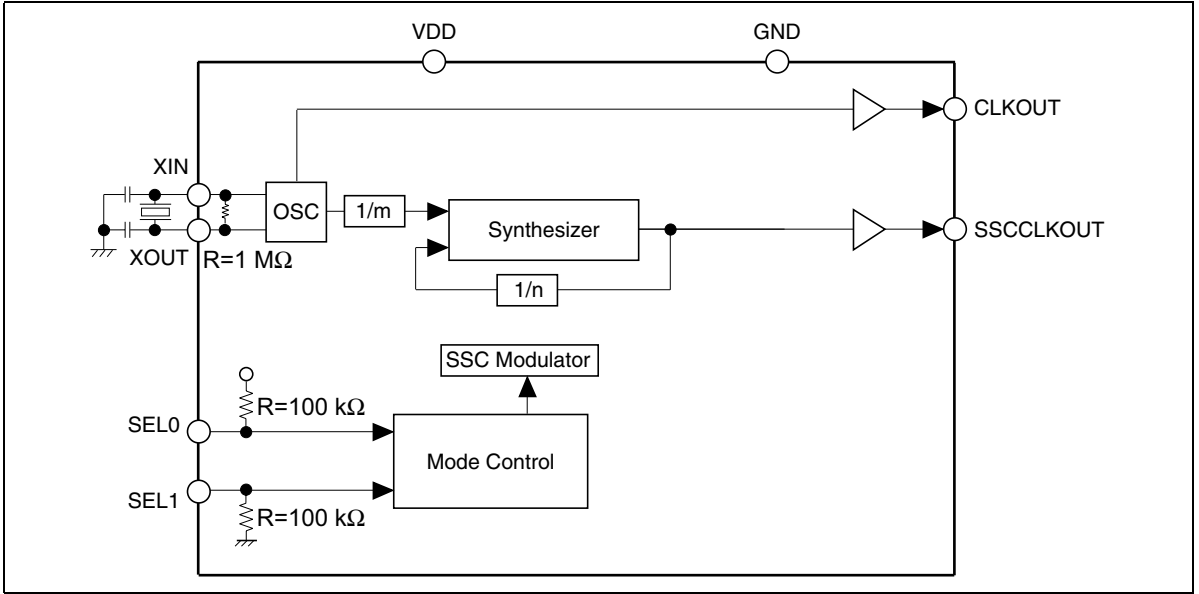 VDD
GND
CLKOUT
XIN
OSC
1/m
Synthesizer
SSCCLKOUT
XOUT
R=1 MΩ
1/n
SSC Modulator
R=100 kΩ
SEL0
Mode Control
SEL1
R=100 kΩ